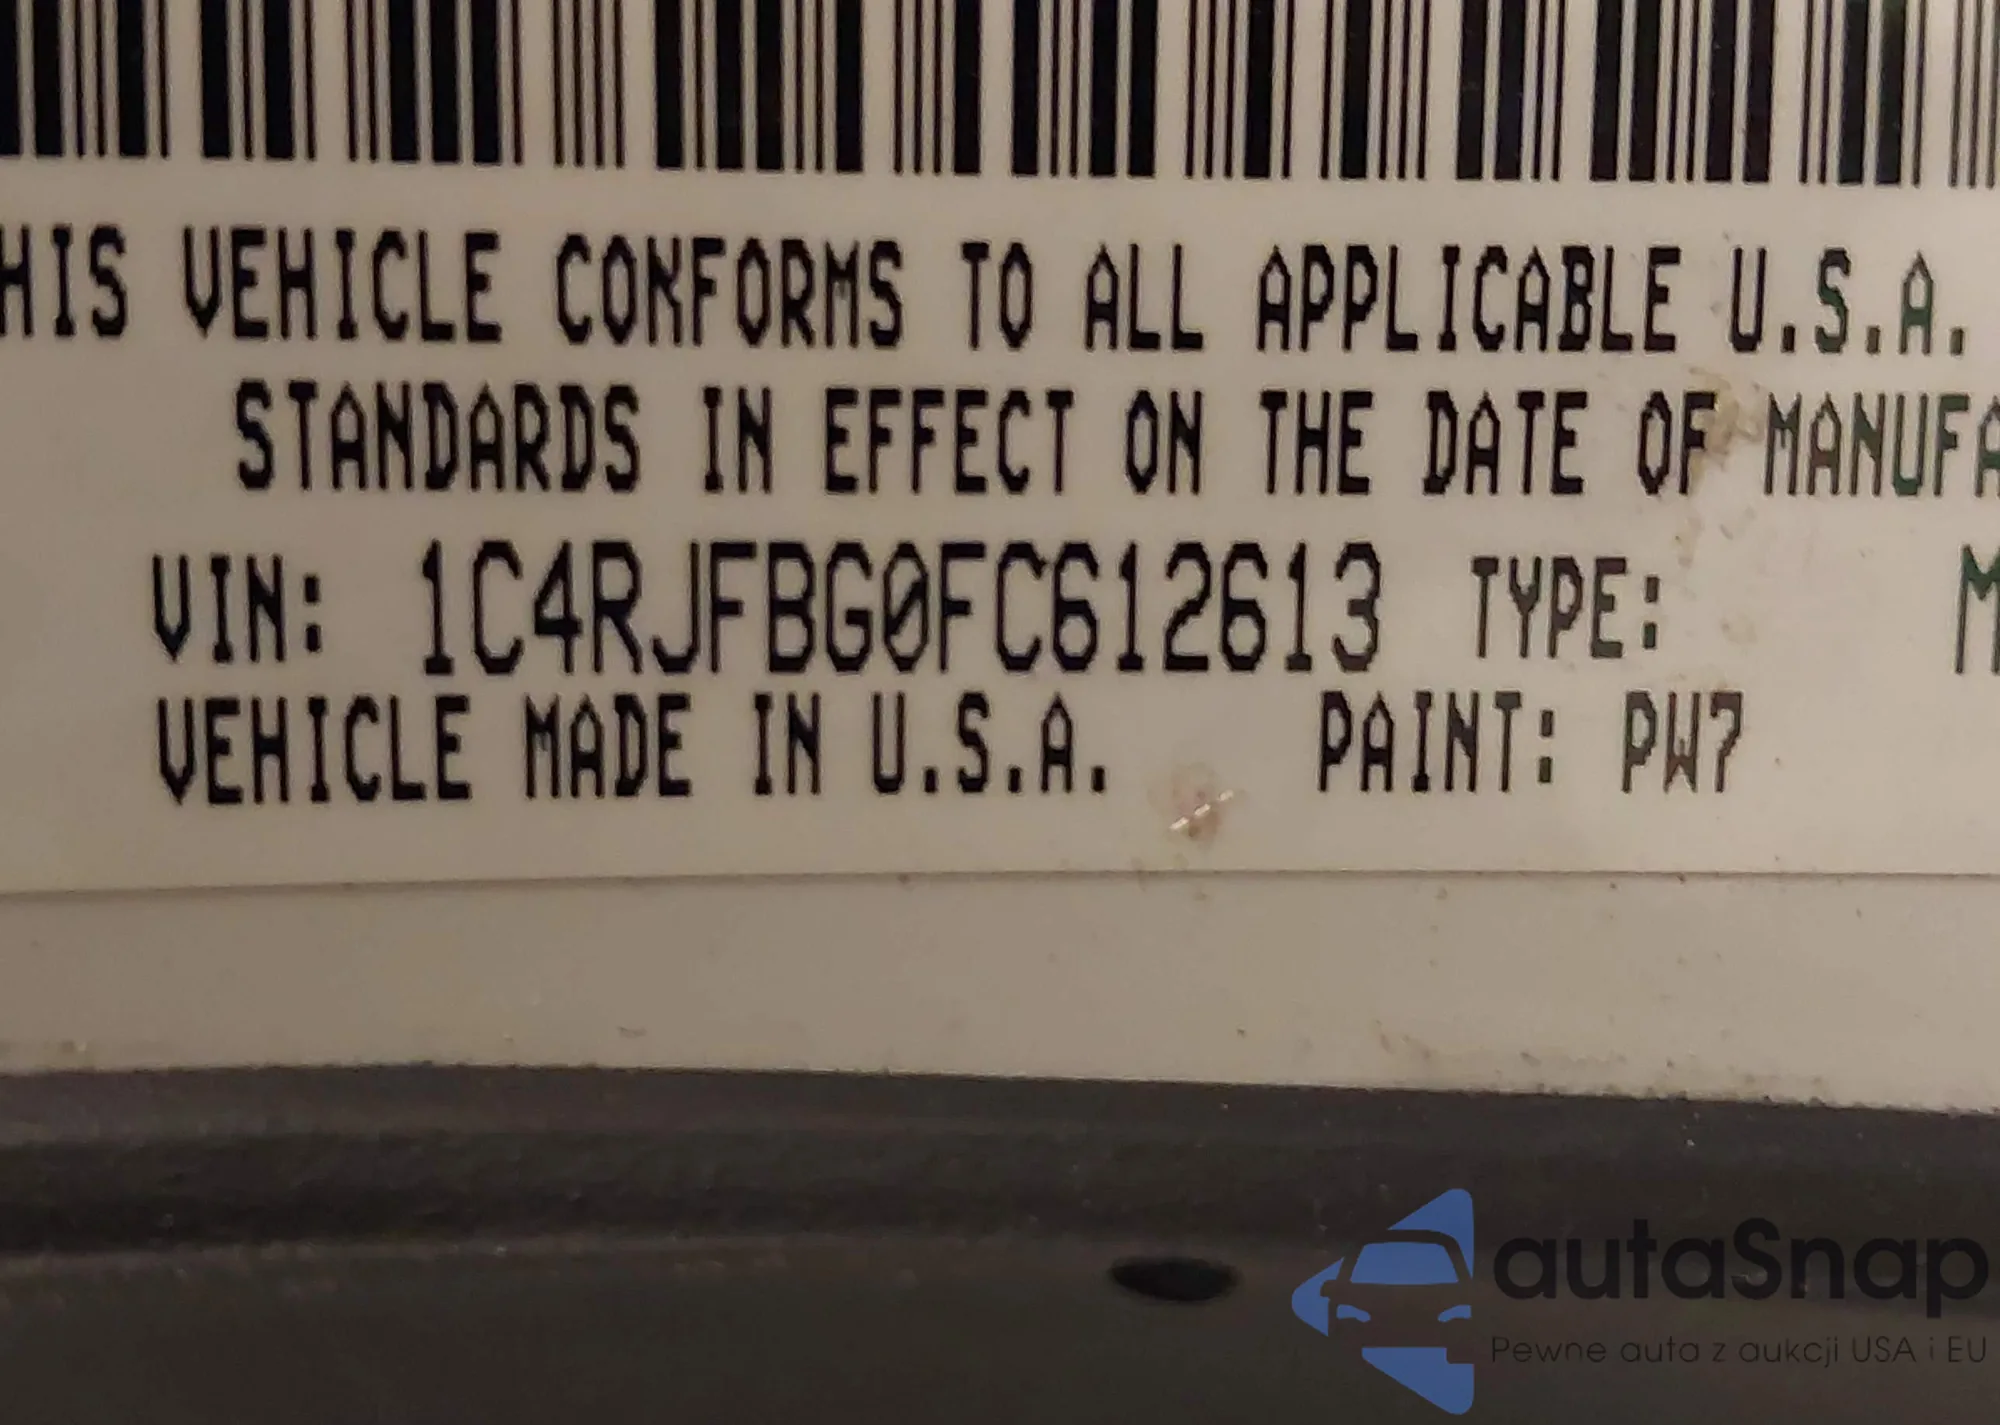 HIS VEHICLE CONFORMS TO ALL APPLICABLE U.S.A.
STANDARDS IN EFFECT ON THE DATE OF MANUFA
VIN: 1C4RJFBG0FC612613 TYPE: M
VEHICLE MADE IN U.S.A. PAINT: PW7
autaSnap
Pewne auta z aukcji USA i EU